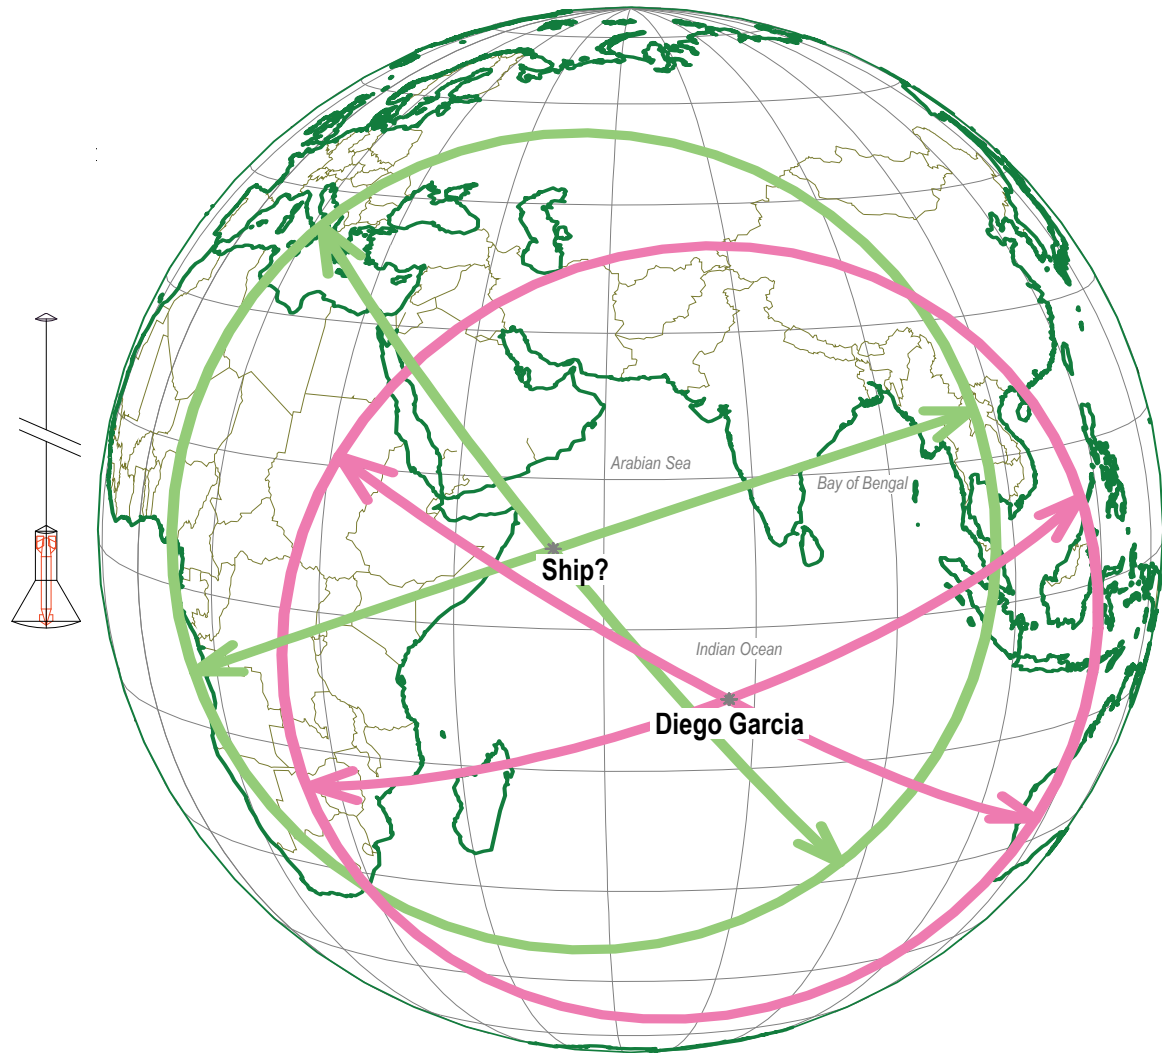 Arabian Sea
Bay of Bengal
Ship?
Indian Ocean
Diego Garcia